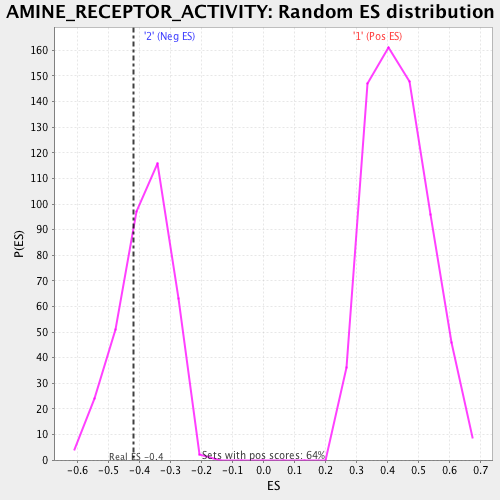 AMINE_RECEPTOR_ACTIVITY: Random ES distribution
'2' (Neg ES) '1' (Pos ES)
160
150
140
130
120
110
100
90
80
70
60
50
40
30
20
10
0
P(ES)
Real ES -0.4 Sets with pos scores: 64%
-0.6 -0.5 -0.4 -0.3 -0.2 -0.1 0.0 0.1 0.2 0.3 0.4 0.5 0.6 0.7
ES